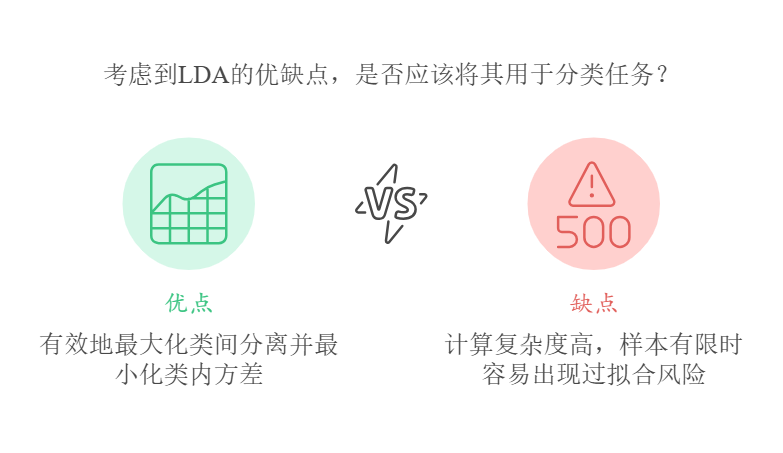 考虑到LDA的优缺点，是否应该将其用于分类任务？
VS
500
优点
缺点
有效地最大化类间分离并最
小化类内方差
计算复杂度高，样本有限时
容易出现过拟合风险